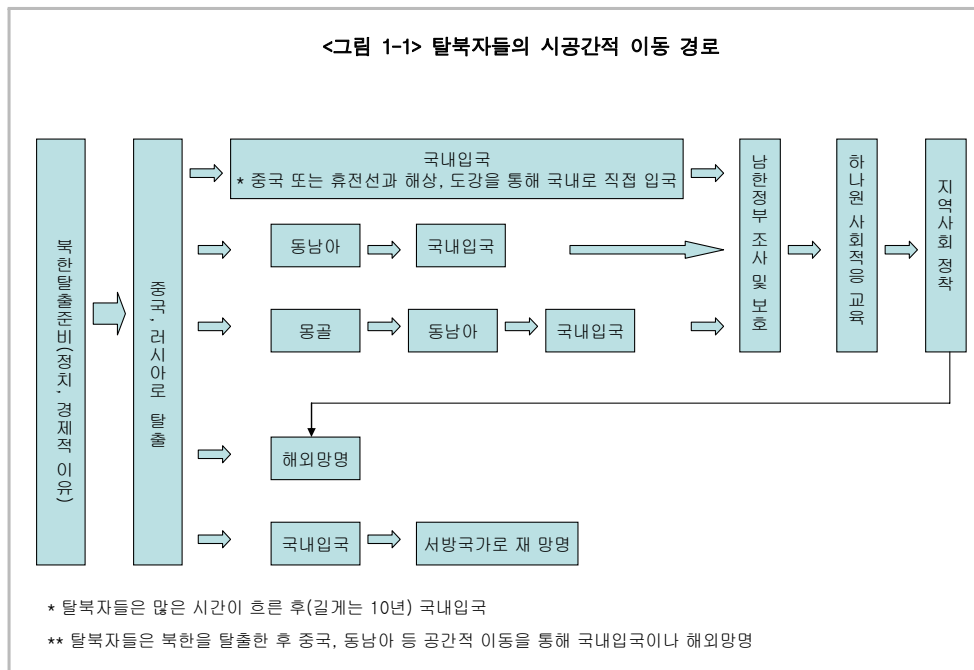 <그림 1-1> 탈북자들의 시공간적 이동 경로
북한탈출준비(정치, 경제적 이유)
중국, 러시아로 탈출
국내입국
* 중국 또는 휴전선과 해상, 도강을 통해 국내로 직접 입국
동남아
국내입국
몽골
동남아
국내입국
해외망명
국내입국
서방국가로 재 망명
남한정부 조사 및 보호
하나원 사회적응 교육
지역사회 정착
* 탈북자들은 많은 시간이 흐른 후(길게는 10년) 국내입국
** 탈북자들은 북한을 탈출한 후 중국, 동남아 등 공간적 이동을 통해 국내입국이나 해외망명